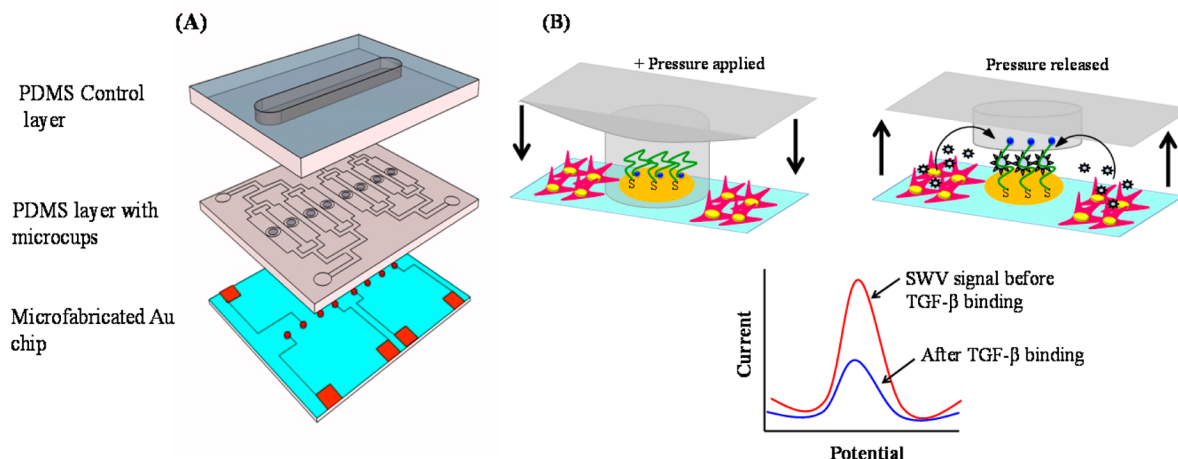 (A)
PDMS Control
layer
PDMS layer with
microcups
Microfabricated Au
chip
(B)
+ Pressure applied
S S S
Pressure released
S S S
SWV signal before
TGF-β binding
After TGF-β binding
Current
Potential